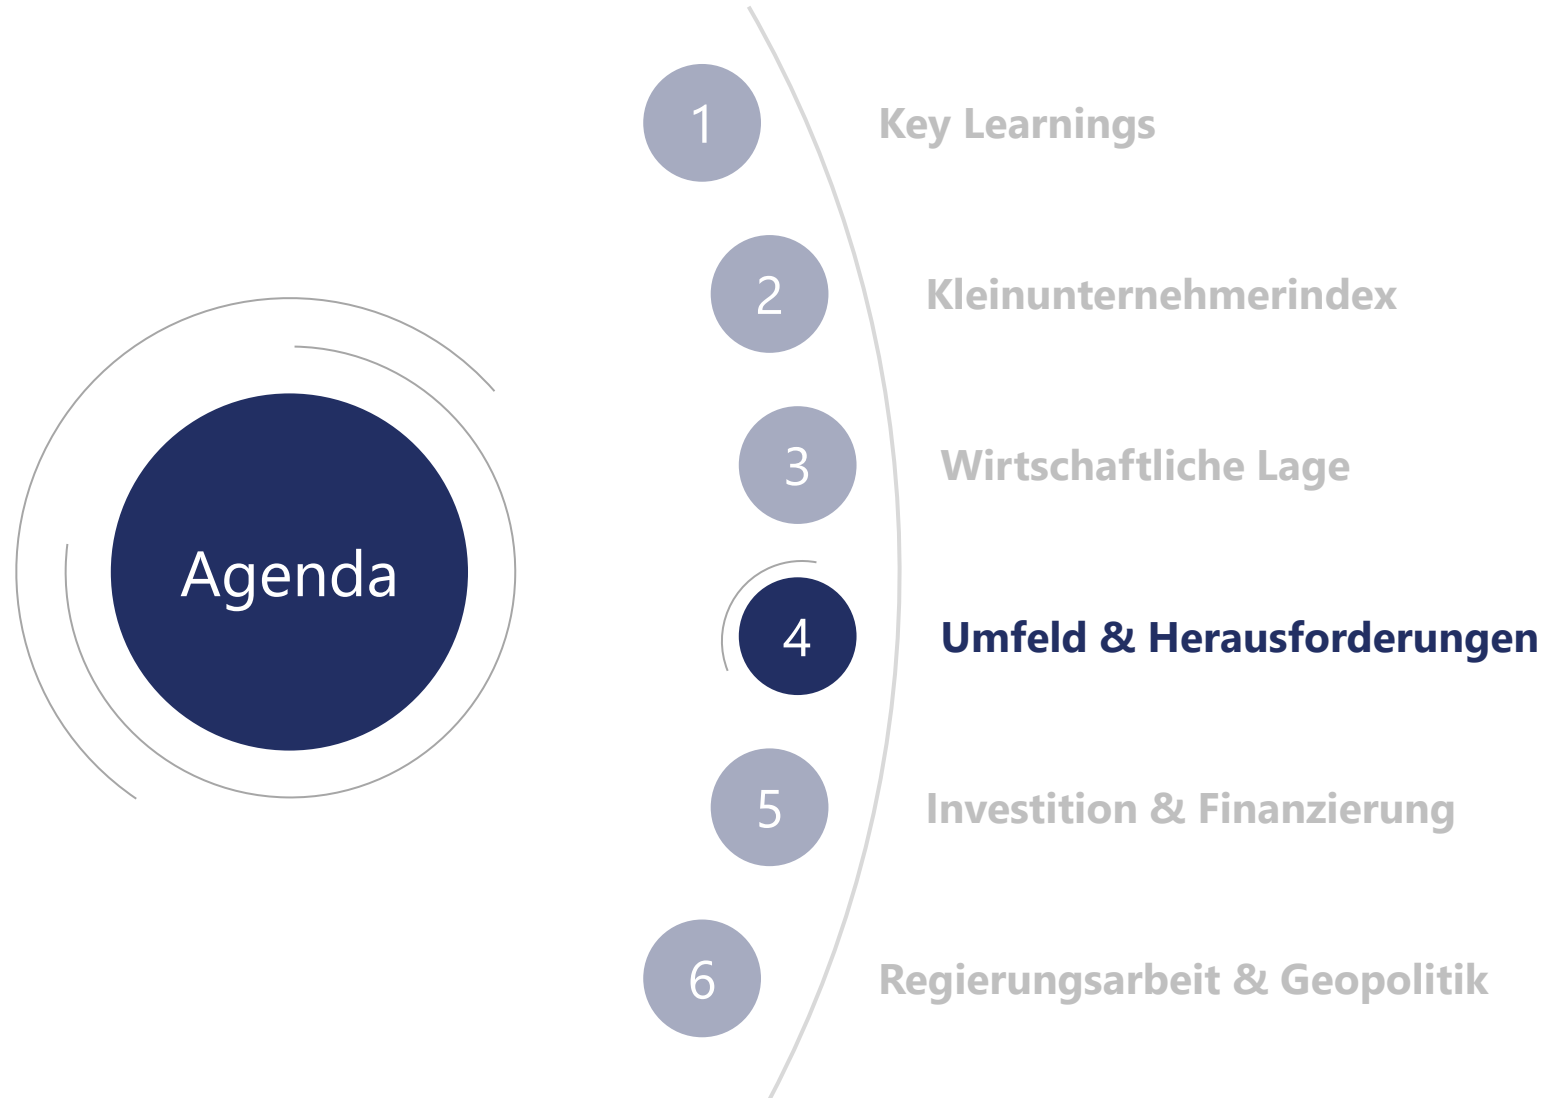 Agenda
1 Key Learnings
2 Kleinunternehmerindex
3 Wirtschaftliche Lage
4 Umfeld & Herausforderungen
5 Investition & Finanzierung
6 Regierungsarbeit & Geopolitik